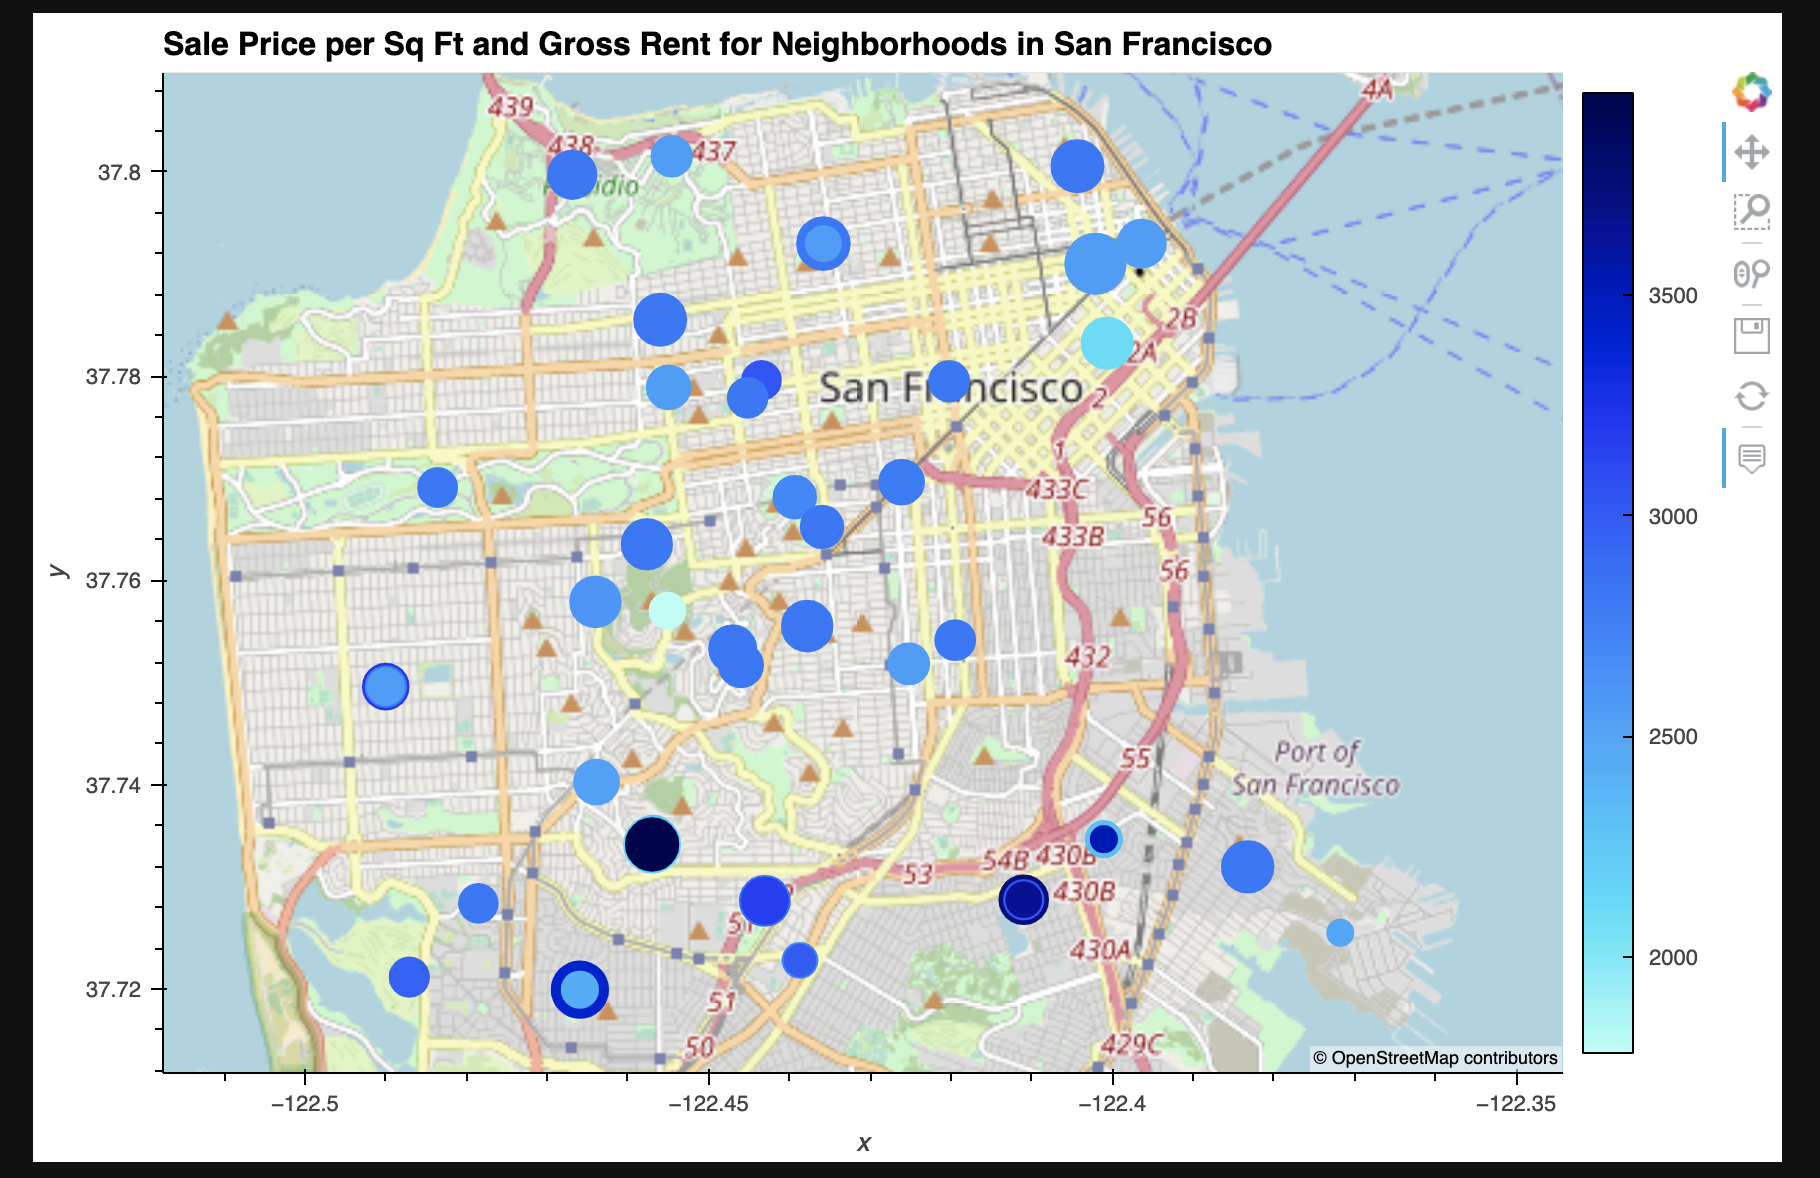 Sale Price per Sq Ft and Gross Rent for Neighborhoods in San Francisco
439
438
437
4A
37.8
2B
3500
2A
37.78
San Francisco
2
1
433C
3000
56
433B
y
37.76
56
432
2500
55
Port of
San Francisco
37.74
54B
430B
53
430B
51
430A
2000
37.72
51
50
429C
© OpenStreetMap contributors
−122.5
−122.45
−122.4
−122.35
x